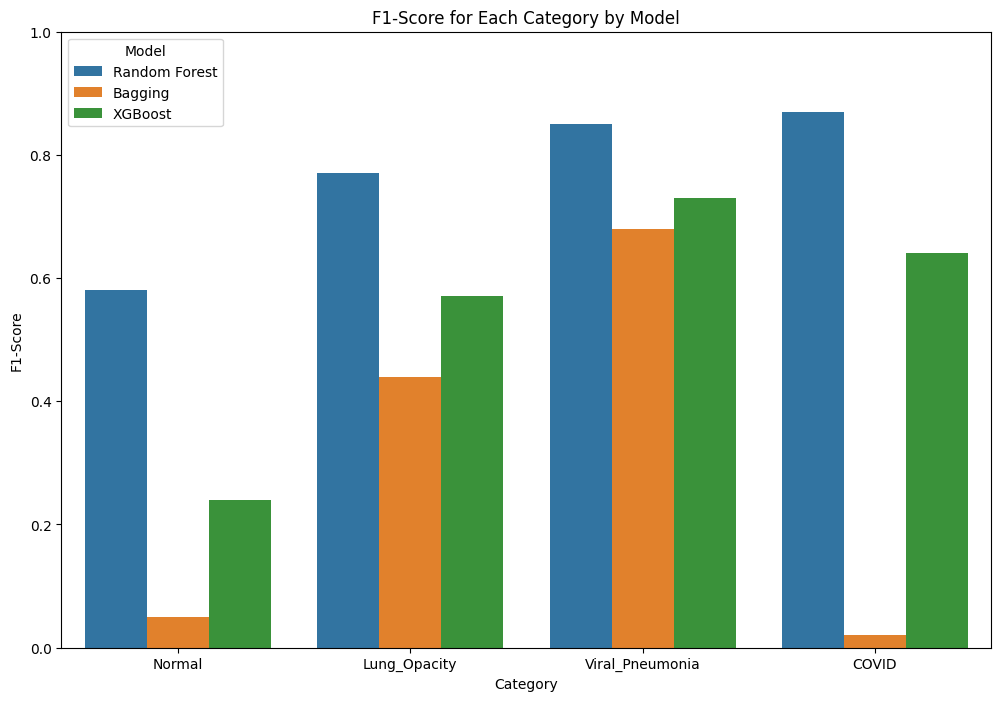 F1-Score for Each Category by Model
Model
Random Forest
Bagging
XGBoost
F1-Score
1.0
0.8
0.6
0.4
0.2
0.0
Normal
Lung_Opacity
Viral_Pneumonia
COVID
Category